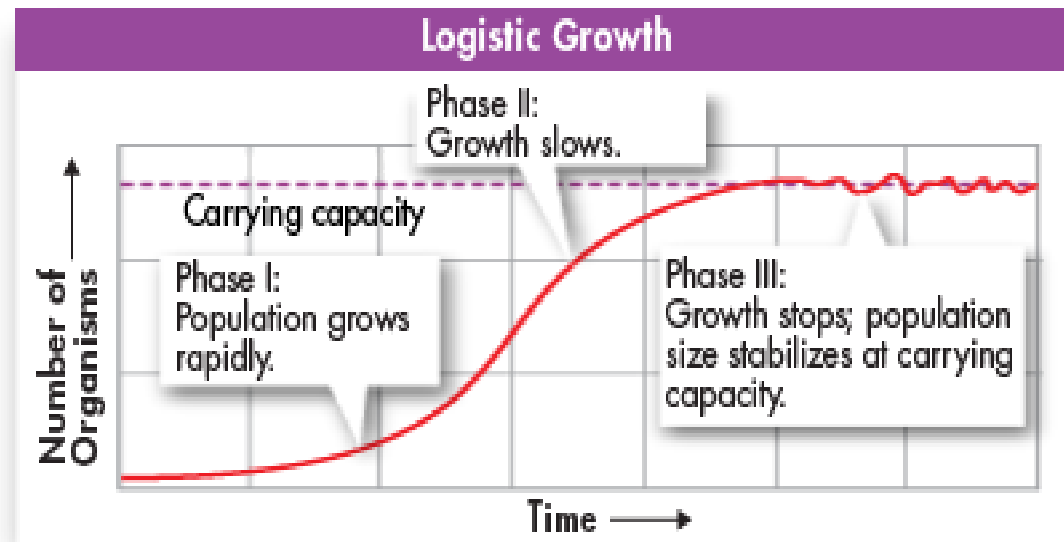 Logistic Growth
Phase II:
Growth slows.
Carrying capacity
Phase I:
Population grows
rapidly.
Phase III:
Growth stops; population
size stabilizes at carrying
capacity.
Number of
Organisms
Time